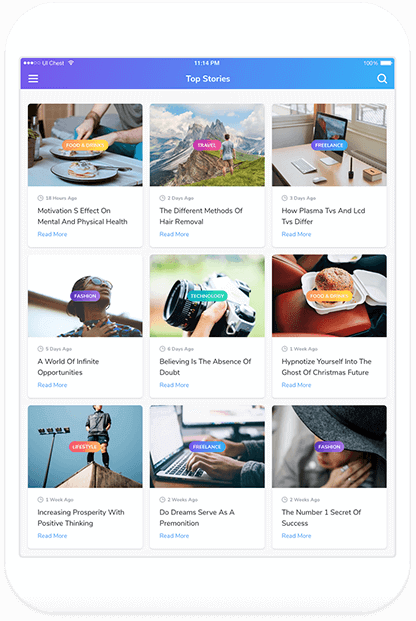 UI Chest
11:14 PM
100%
Top Stories
FOOD & DRINKS
TRAVEL
FREELANCE
18 Hours Ago
2 Days Ago
3 Days Ago
Motivation S Effect On
Mental And Physical Health
The Different Methods Of
Hair Removal
How Plasma Tvs And Lcd
Tvs Differ
Read More
Read More
Read More
FASHION
TECHNOLOGY
FOOD & DRINKS
5 Days Ago
6 Days Ago
1 Week Ago
A World Of Infinite
Opportunities
Believing Is The Absence Of
Doubt
Hypnotize Yourself Into The
Ghost Of Christmas Future
Read More
Read More
Read More
LIFESTYLE
FREELANCE
FASHION
1 Week Ago
2 Weeks Ago
2 Weeks Ago
Increasing Prosperity With
Positive Thinking
Do Dreams Serve As A
Premonition
The Number 1 Secret Of
Success
Read More
Read More
Read More